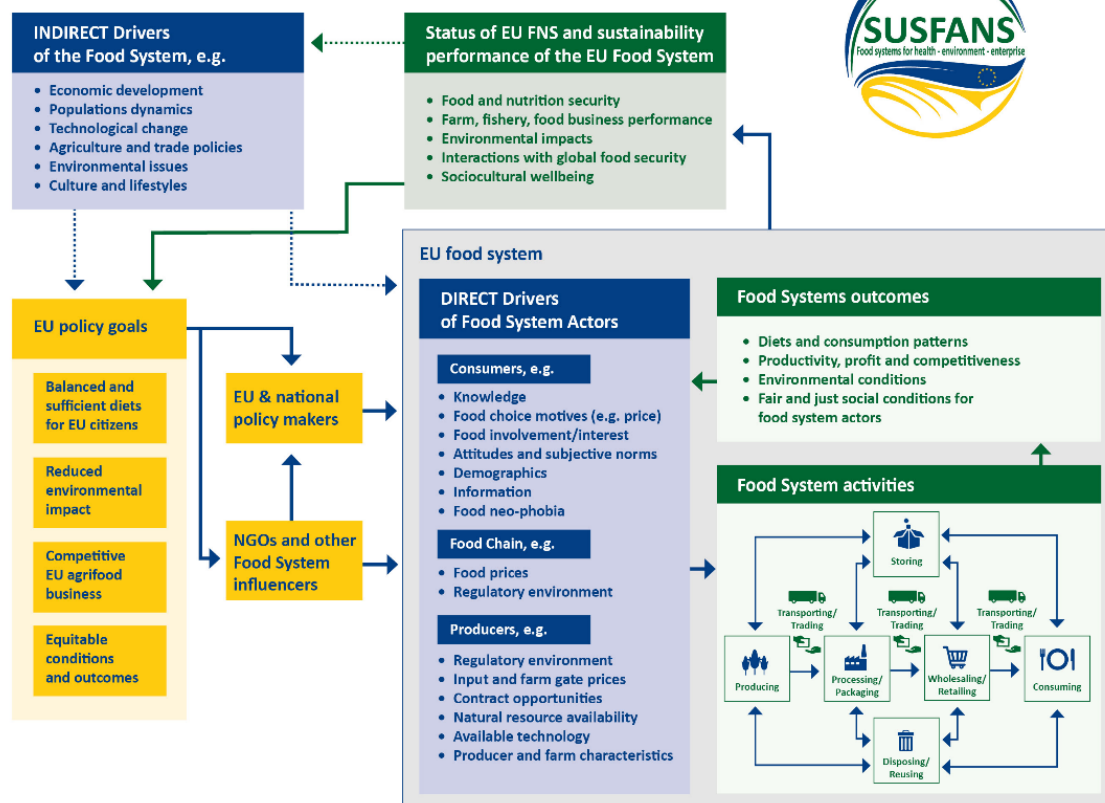 INDIRECT Drivers
of the Food System, e.g.
• Economic development
• Populations dynamics
• Technological change
• Agriculture and trade policies
• Environmental issues
• Culture and lifestyles
Status of EU FNS and sustainability
performance of the EU Food System
• Food and nutrition security
• Farm, fishery, food business performance
• Environmental impacts
• Interactions with global food security
• Sociocultural wellbeing
SUSFANS
Food systems for health - environment - enterprise
EU policy goals
Balanced and
sufficient diets
for EU citizens
Reduced
environmental
impact
Competitive
EU agrifood
business
Equitable
conditions
and outcomes
EU & national
policy makers
NGOs and other
Food System
influencers
EU food system
DIRECT Drivers
of Food System Actors
Consumers, e.g.
• Knowledge
• Food choice motives (e.g. price)
• Food involvement/interest
• Attitudes and subjective norms
• Demographics
• Information
• Food neo-phobia
Food Chain, e.g.
• Food prices
• Regulatory environment
Producers, e.g.
• Regulatory environment
• Input and farm gate prices
• Contract opportunities
• Natural resource availability
• Available technology
• Producer and farm characteristics
Food Systems outcomes
• Diets and consumption patterns
• Productivity, profit and competitiveness
• Environmental conditions
• Fair and just social conditions for
food system actors
Food System activities
Storing
Transporting/
Trading
Transporting/
Trading
Transporting/
Trading
Producing
Processing/
Packaging
Wholesaling/
Retailing
Consuming
Disposing/
Reusing